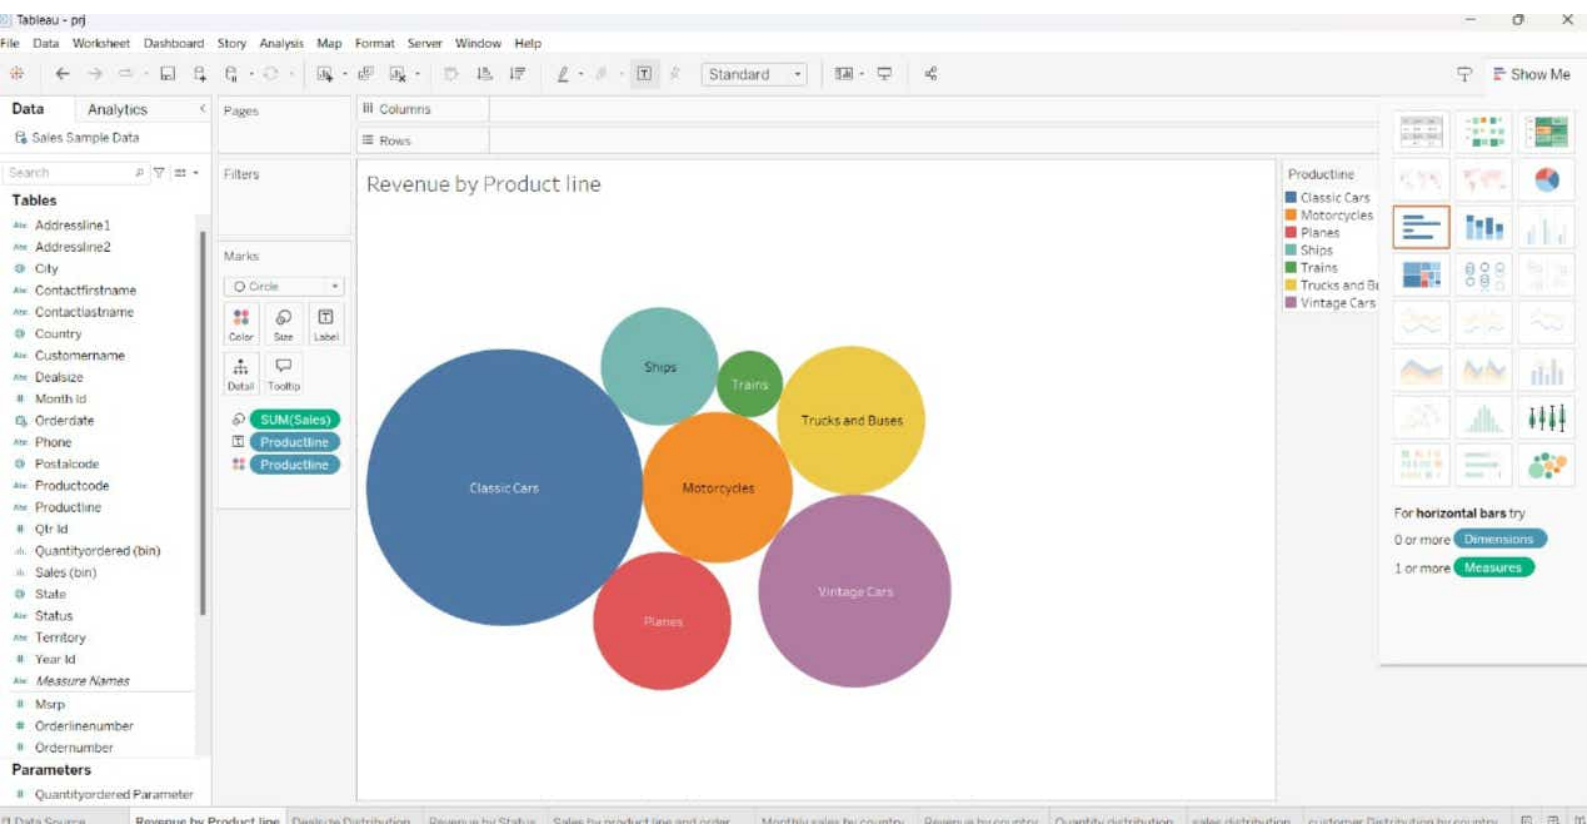 Tableau - prj
File Data Worksheet Dashboard Story Analysis Map Format Server Window Help
Standard
Show Me
Data Analytics
Sales Sample Data
Search
Tables
Addressline1
Addressline2
City
Contactfirstname
Contactlastname
Country
Customername
Dealsize
Month Id
Orderdate
Phone
Postalcode
Productcode
Productline
Qtr Id
Quantityordered (bin)
Sales (bin)
State
Status
Territory
Year Id
Measure Names
Msrp
Orderlinenumber
Ordernumber
Parameters
Quantityordered Parameter
Pages
Filters
Marks
Circle
Color Size Label
Detail Tooltip
SUM(Sales)
Productline
Productline
Columns
Rows
Revenue by Product line
Ships
Trains
Trucks and Buses
Classic Cars
Motorcycles
Vintage Cars
Planes
Productline
Classic Cars
Motorcycles
Planes
Ships
Trains
Trucks and Bu
Vintage Cars
For horizontal bars try
0 or more Dimensions
1 or more Measures
Data Source Revenue by Product line Dealsize Distribution Revenue by Status Sales by product line and order Monthly sales by country Revenue by country Quantity distribution sales distribution customer Distribution by country